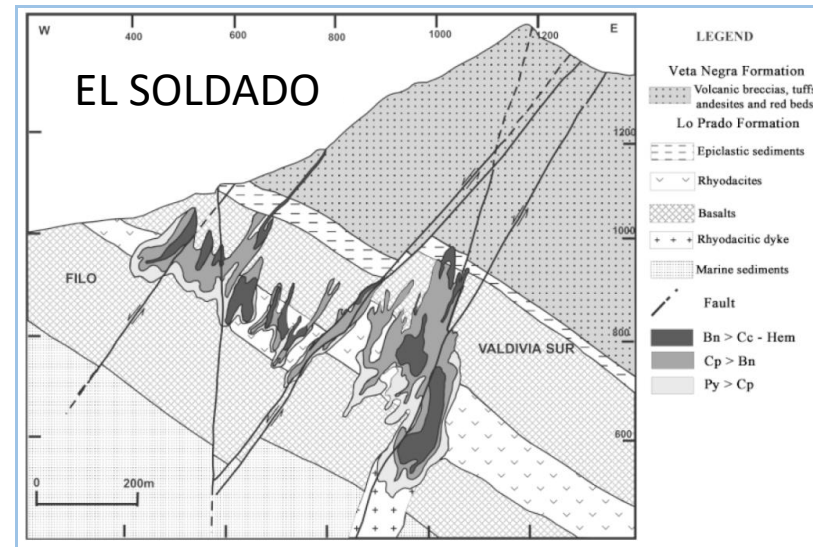 W
400
600
800
1000
1200
E
EL SOLDADO
1200
1000
800
600
FILO
VALDIVIA SUR
0
200m
LEGEND
Veta Negra Formation
Volcanic breccias, tuffs
andesites and red beds
Lo Prado Formation
Epiclastic sediments
Rhyodacites
Basalts
Rhyodacitic dyke
Marine sediments
Fault
Bn > Cc - Hem
Cp > Bn
Py > Cp